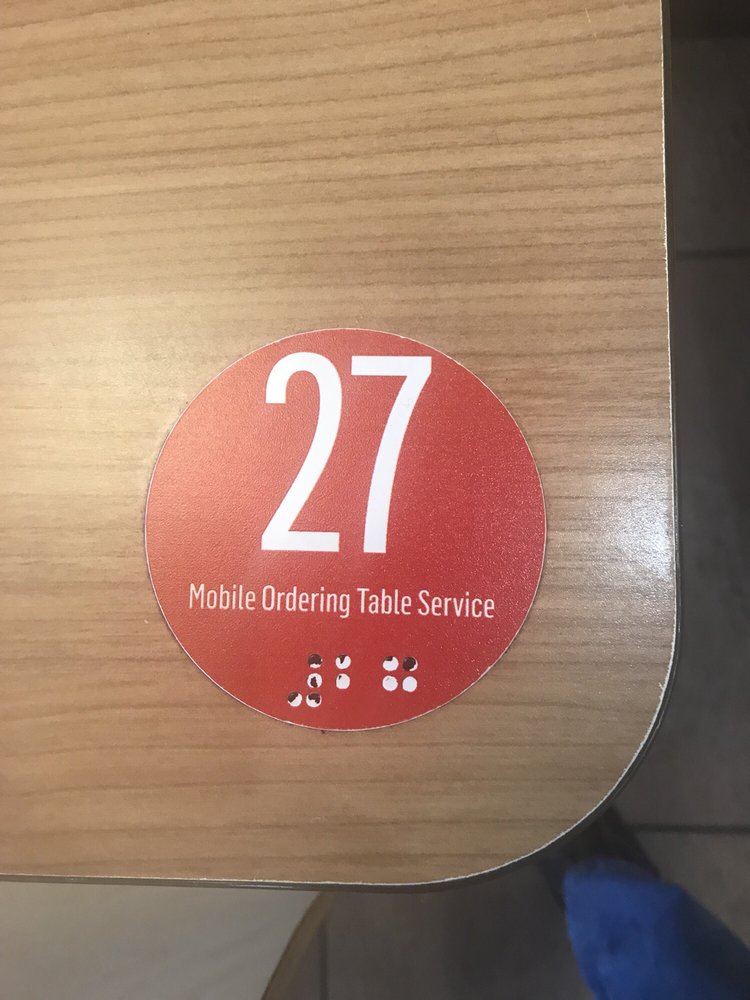 27
Mobile Ordering Table Service
⠼⠃⠛